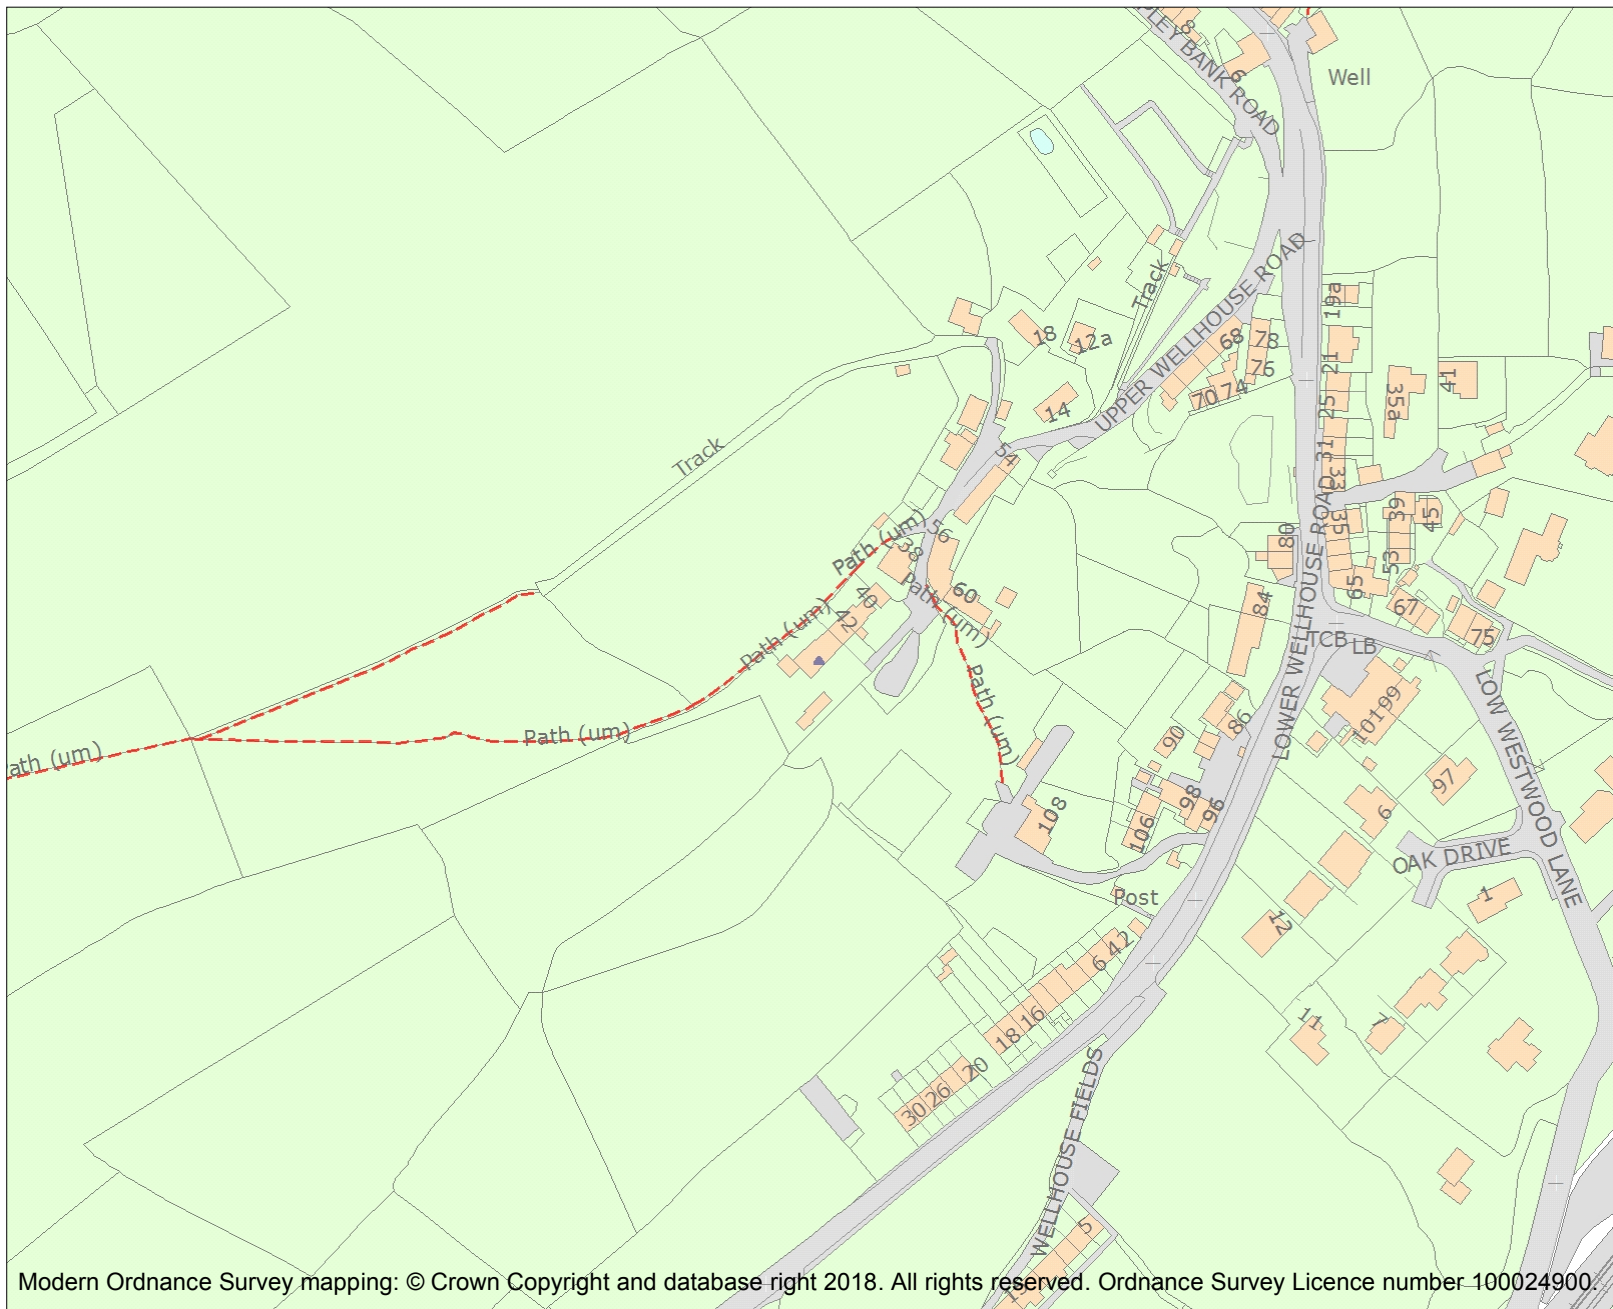 8
LEY BANK ROAD
6
Well
UPPER WELLHOUSE ROAD
Track
19a
18
12a
68
78
76
21
41
35a
14
70
74
25
Track
54
31
33
Path (um)
56
38
39
45
35
80
53
Path (um)
60
40
65
84
67
42
Path (um)
TCB
LB
75
LOWER WELLHOUSE ROAD
Path (um)
LOW WESTWOOD LANE
99
101
86
90
Path (um)
ath (um)
97
98
96
108
106
6
OAK DRIVE
Post
1
12
2
4
6
11
7
16
18
20
26
30
WELLHOUSE FIELDS
5
Modern Ordnance Survey mapping: © Crown Copyright and database right 2018. All rights reserved. Ordnance Survey Licence number 100024900.